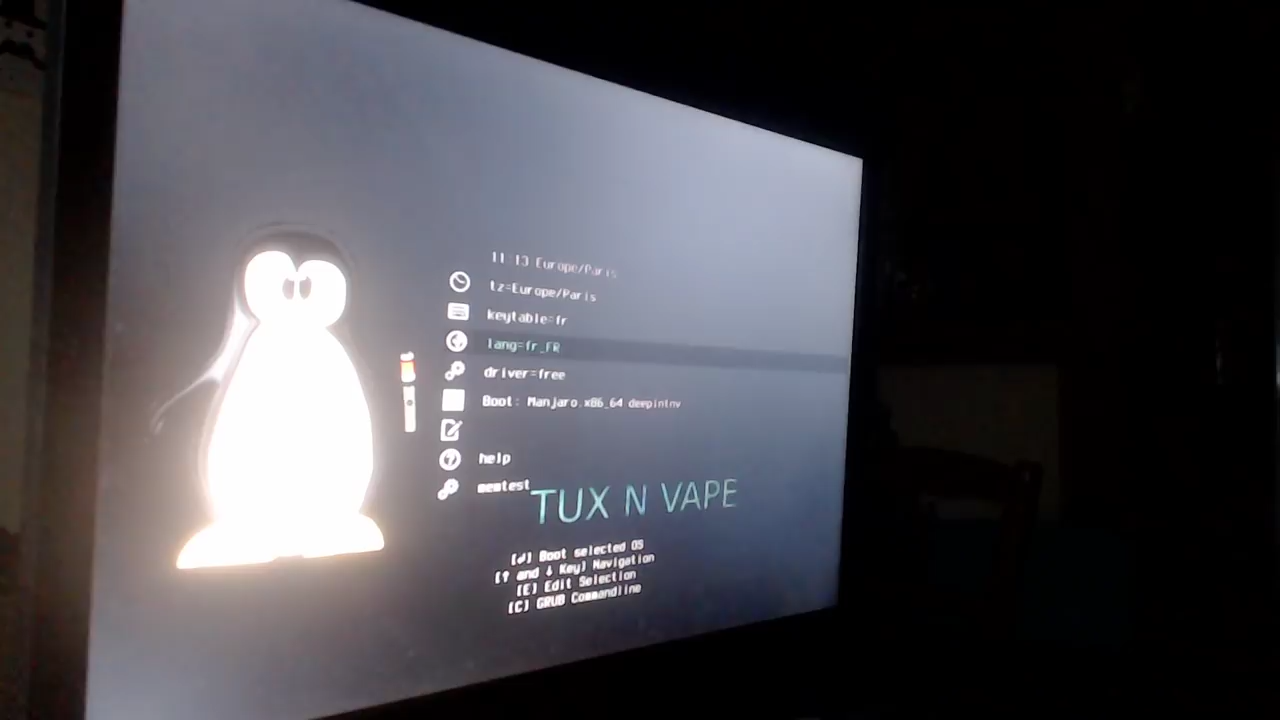 11 13 Europe/Paris
tz=Europe/Paris
keytable=fr
lang=fr_FR
driver=free
Boot: Manjaro.x86_64
help
memtest
TUX N VAPE
[↲] Boot selected OS
[↑ and ↓ Key] Navigation
[E] Edit Selection
[C] GRUB Commandline